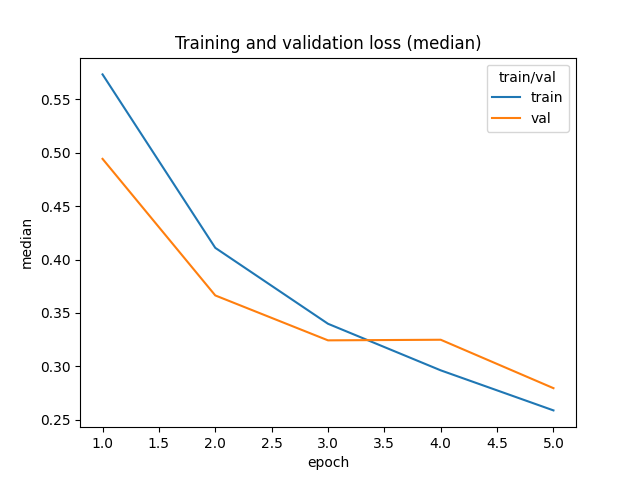 Training and validation loss (median)
train/val
train
val
median
0.55
0.50
0.45
0.40
0.35
0.30
0.25
1.0 1.5 2.0 2.5 3.0 3.5 4.0 4.5 5.0
epoch